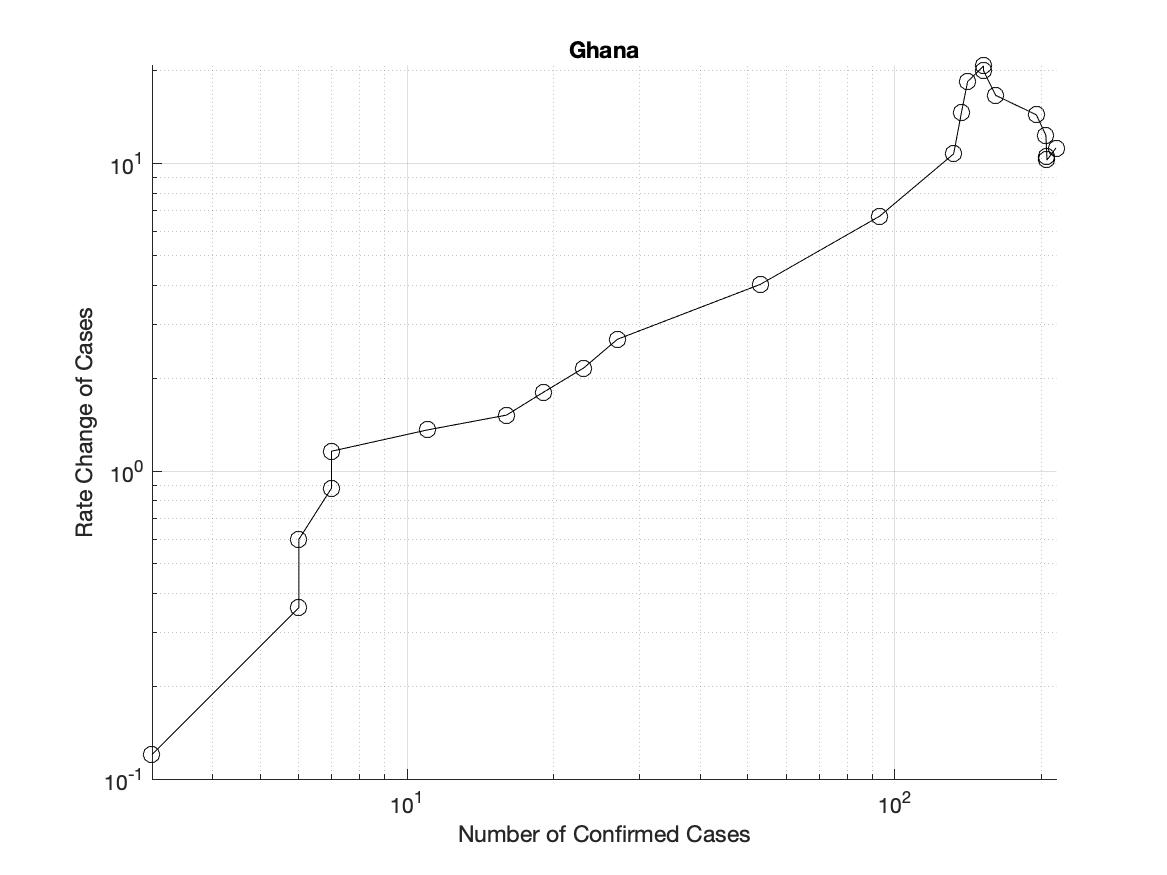 Ghana
Rate Change of Cases
10^1
10^0
10^-1
10^1
10^2
Number of Confirmed Cases